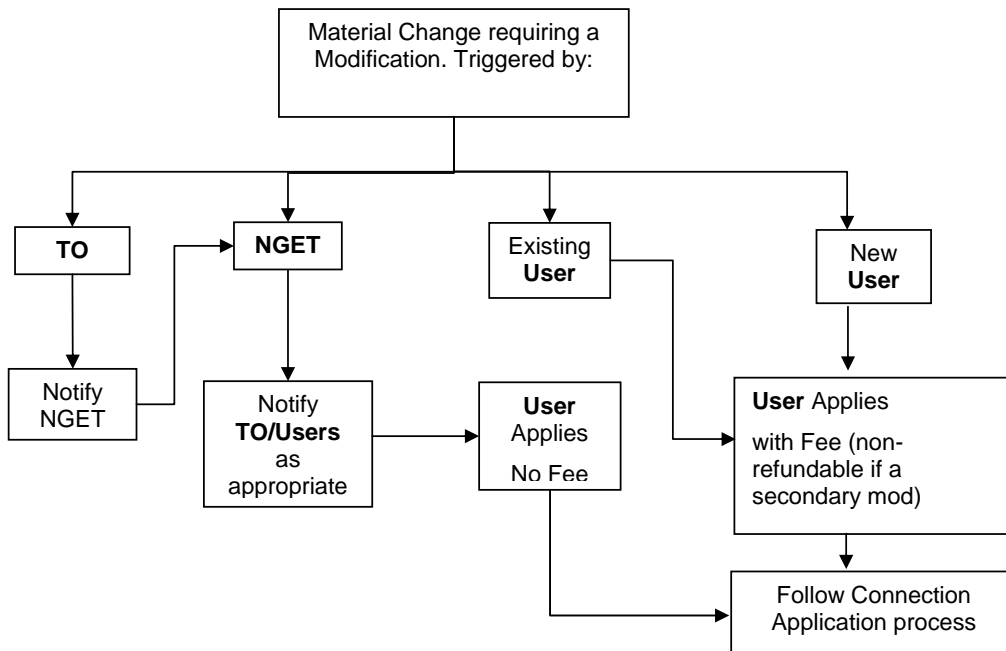 Material Change requiring a
Modification. Triggered by:
TO
NGET
Existing
User
New
User
Notify
NGET
Notify
TO/Users
as
appropriate
User
Applies
No Fee
User Applies
with Fee (non-
refundable if a
secondary mod)
Follow Connection
Application process